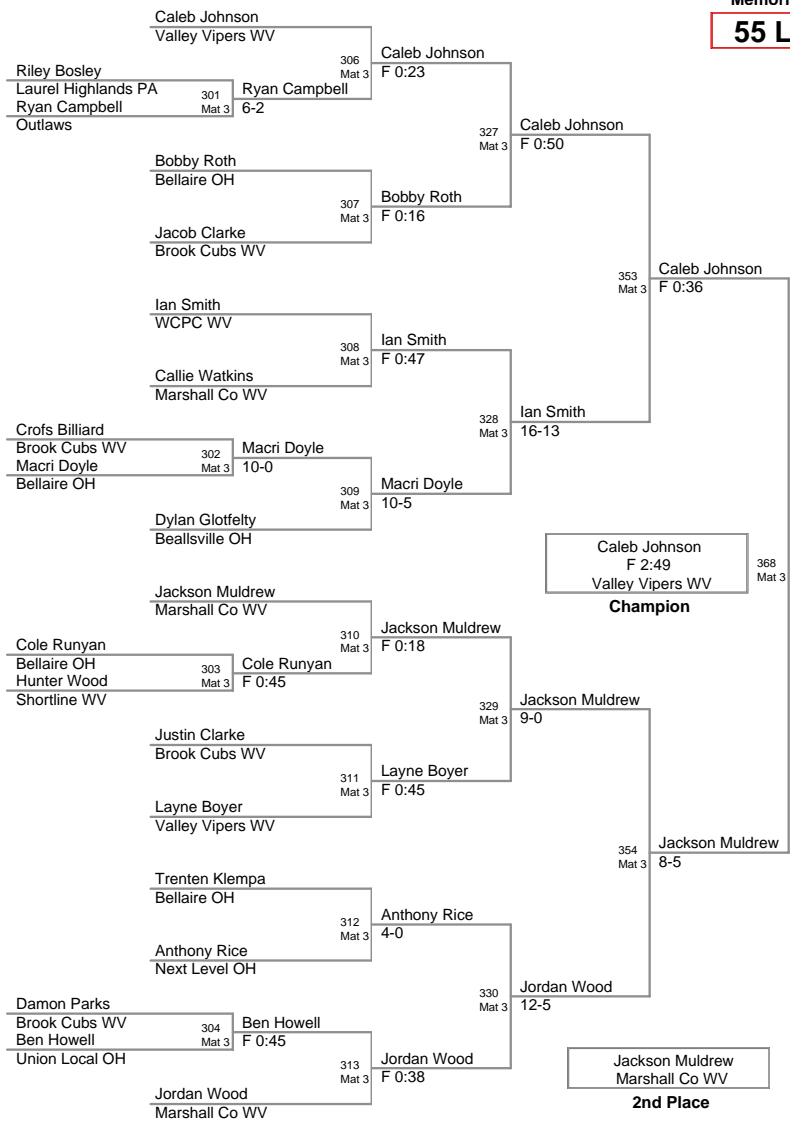 Memori
55 L
Caleb Johnson
Valley Vipers WV
306
Mat 3
Caleb Johnson
F 0:23
Riley Bosley
Laurel Highlands PA
Ryan Campbell
Outlaws
301
Mat 3
Ryan Campbell
6-2
327
Mat 3
Caleb Johnson
F 0:50
Bobby Roth
Bellaire OH
307
Mat 3
Bobby Roth
F 0:16
Jacob Clarke
Brook Cubs WV
353
Mat 3
Caleb Johnson
F 0:36
Ian Smith
WCPC WV
308
Mat 3
Ian Smith
F 0:47
Callie Watkins
Marshall Co WV
328
Mat 3
Ian Smith
16-13
Crofs Billiard
Brook Cubs WV
Macri Doyle
Bellaire OH
302
Mat 3
Macri Doyle
10-0
309
Mat 3
Macri Doyle
10-5
Dylan Glotfelty
Beallsville OH
Caleb Johnson
F 2:49
Valley Vipers WV
Champion
368
Mat 3
Jackson Muldrew
Marshall Co WV
310
Mat 3
Jackson Muldrew
F 0:18
Cole Runyan
Bellaire OH
Hunter Wood
Shortline WV
303
Mat 3
Cole Runyan
F 0:45
329
Mat 3
Jackson Muldrew
9-0
Justin Clarke
Brook Cubs WV
311
Mat 3
Layne Boyer
F 0:45
Layne Boyer
Valley Vipers WV
354
Mat 3
Jackson Muldrew
8-5
Trenten Klempa
Bellaire OH
312
Mat 3
Anthony Rice
4-0
Anthony Rice
Next Level OH
330
Mat 3
Jordan Wood
12-5
Damon Parks
Brook Cubs WV
Ben Howell
Union Local OH
304
Mat 3
Ben Howell
F 0:45
313
Mat 3
Jordan Wood
F 0:38
Jordan Wood
Marshall Co WV
Jackson Muldrew
Marshall Co WV
2nd Place